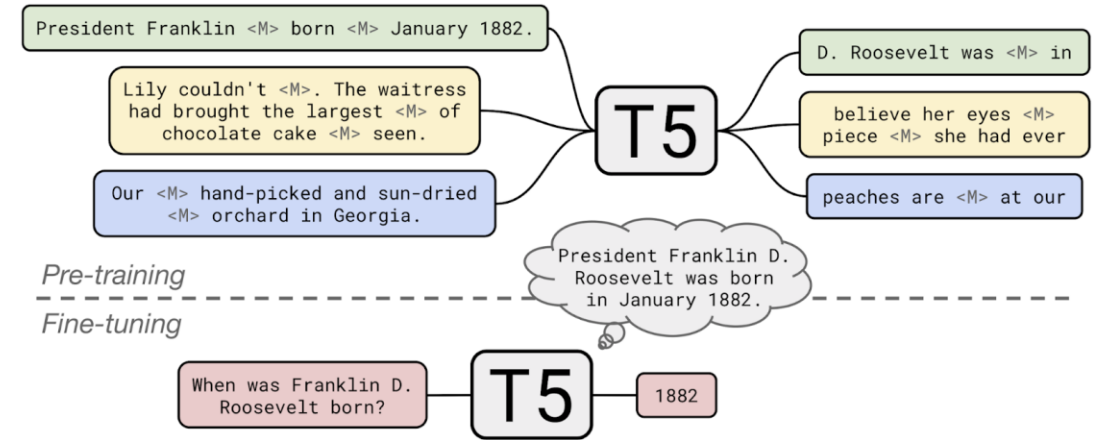 President Franklin <M> born <M> January 1882.
Lily couldn't <M>. The waitress
had brought the largest <M> of
chocolate cake <M> seen.
Our <M> hand-picked and sun-dried
<M> orchard in Georgia.
T5
D. Roosevelt was <M> in
believe her eyes <M>
piece <M> she had ever
peaches are <M> at our
Pre-training
President Franklin D.
Roosevelt was born
in January 1882.
Fine-tuning
When was Franklin D.
Roosevelt born?
T5
1882